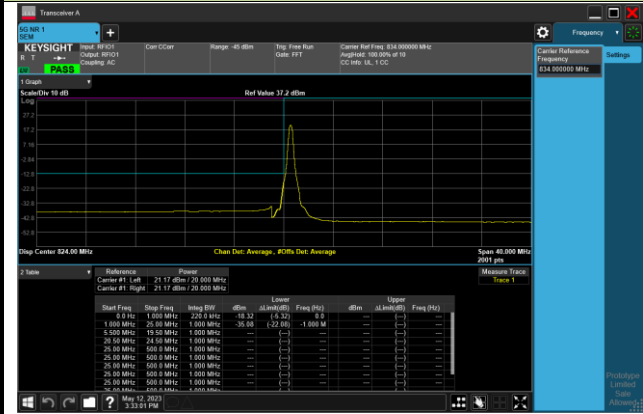 Transceiver A
5G NR 1
SEM
Frequency
KEYSIGHT
R T
PASS
Input: RFIO1
Output: RFIO1
Coupling: AC
Corr CCorr
Range: -45 dBm
Trig: Free Run
Gate: FFT
Carrier Ref Freq: 834.000000 MHz
Avg|Hold: 100.00% of 10
CC Info: UL, 1 CC
Carrier Reference
Frequency
834.000000 MHz
Settings
1 Graph
Scale/Div 10 dB
Ref Value 37.2 dBm
Log
27.2
17.2
7.16
-2.84
-12.8
-22.8
-32.8
-42.8
-52.8
Disp Center 824.00 MHz
Chan Det: Average , #Offs Det: Average
Span 40.000 MHz
2001 pts
2 Table
Reference Power
Carrier #1 Left 21.17 dBm / 20.000 MHz
Carrier #1 Right 21.17 dBm / 20.000 MHz
Measure Trace
Trace 1
Lower Upper
Start Freq Stop Freq Integ BW dBm ΔLimit(dB) Freq (Hz) dBm ΔLimit(dB) Freq (Hz)
0.0 Hz 1.000 MHz 220.0 kHz -18.32 (-5.32) 0.0 --- (---) ---
1.000 MHz 25.00 MHz 1.000 MHz -35.08 (-22.08) -1.000 M --- (---) ---
5.500 MHz 19.50 MHz 1.000 MHz --- (---) --- --- (---) ---
20.50 MHz 24.50 MHz 1.000 MHz --- (---) --- --- (---) ---
25.00 MHz 500.0 MHz 1.000 MHz --- (---) --- --- (---) ---
25.00 MHz 500.0 MHz 1.000 MHz --- (---) --- --- (---) ---
25.00 MHz 500.0 MHz 1.000 MHz --- (---) --- --- (---) ---
25.00 MHz 500.0 MHz 1.000 MHz --- (---) --- --- (---) ---
25.00 MHz 500.0 MHz 1.000 MHz --- (---) --- --- (---) ---
May 12, 2023
3:33:01 PM
Prototype
Limited
Sale
Allowed